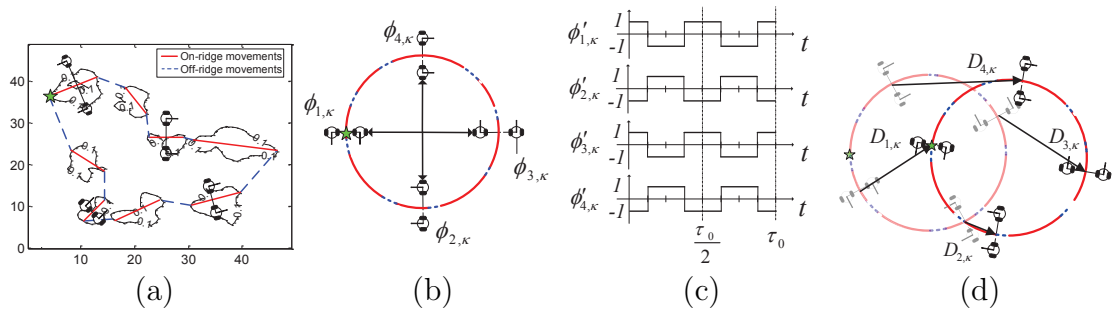 On-ridge movements
Off-ridge movements
40
30
20
10
0
10 20 30 40
0.1
(a)
ϕ4,κ
ϕ1,κ
ϕ3,κ
ϕ2,κ
(b)
ϕ′1,κ 1 -1 t
ϕ′2,κ 1 -1 t
ϕ′3,κ 1 -1 t
ϕ′4,κ 1 -1 t
τ0/2 τ0
(c)
D4,κ
D1,κ
D3,κ
D2,κ
(d)